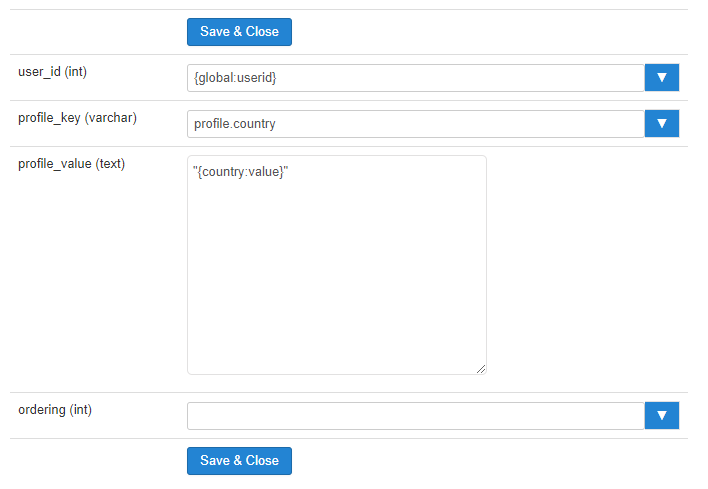 Save & Close
user_id (int)
{global:userid}
▼
profile_key (varchar)
profile.country
▼
profile_value (text)
"{country:value}"
ordering (int)
▼
Save & Close